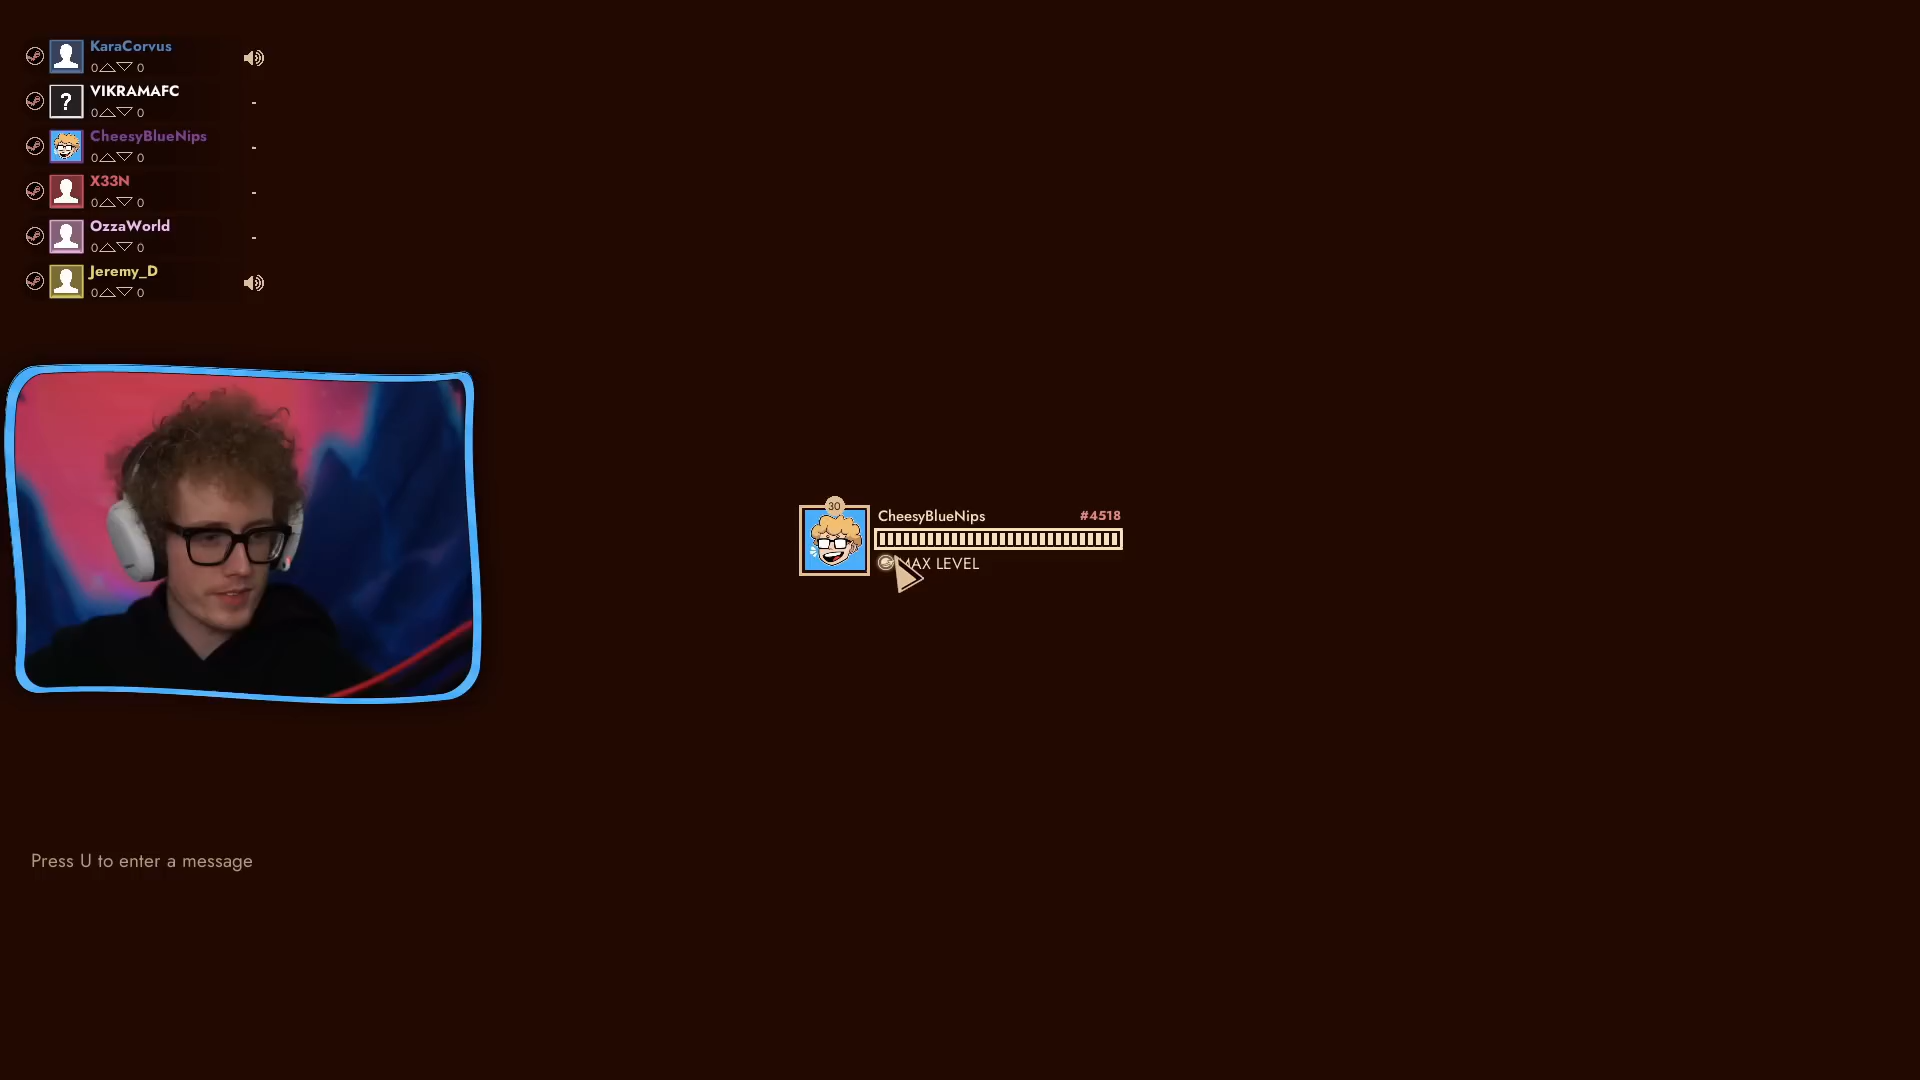 KaraCorvus
0 0
?
VIKRAMAFC
0 0
-
CheesyBlueNips
0 0
-
X33N
0 0
-
OzzaWorld
0 0
-
Jeremy_D
0 0
30
CheesyBlueNips #4518
MAX LEVEL
Press U to enter a message